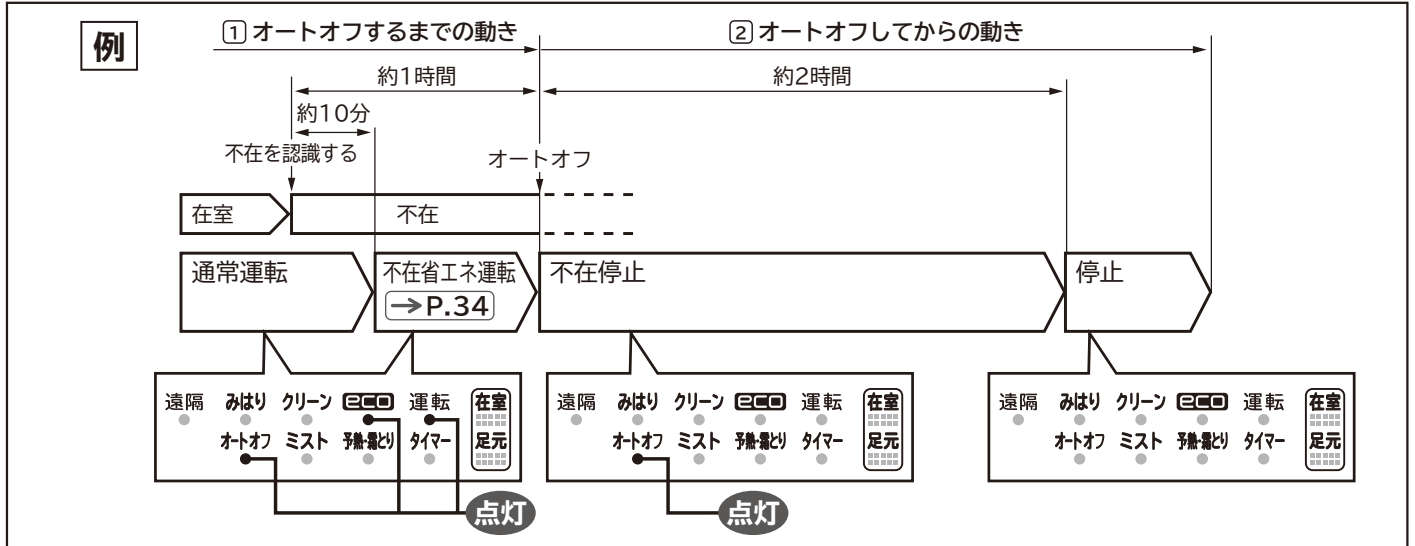 例
1 オートオフするまでの動き
2 オートオフしてからの動き
約1時間
約2時間
約10分
不在を認識する
オートオフ
在室
不在
通常運転
不在省エネ運転
→P.34
不在停止
停止
遠隔 みはり クリーン eco 運転 在室
オートオフ ミスト 予熱・霜とり タイマー 足元
点灯
遠隔 みはり クリーン eco 運転 在室
オートオフ ミスト 予熱・霜とり タイマー 足元
点灯
遠隔 みはり クリーン eco 運転 在室
オートオフ ミスト 予熱・霜とり タイマー 足元